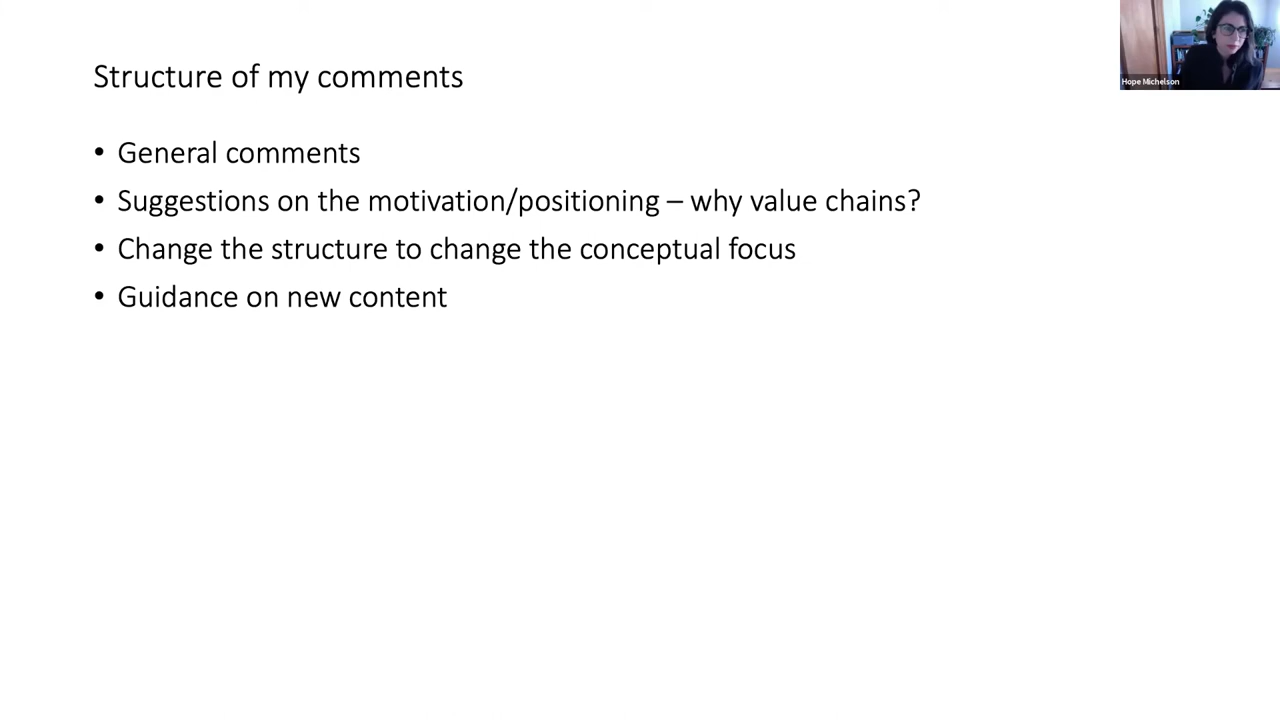 Structure of my comments
Hope Michelson
• General comments
• Suggestions on the motivation/positioning – why value chains?
• Change the structure to change the conceptual focus
• Guidance on new content